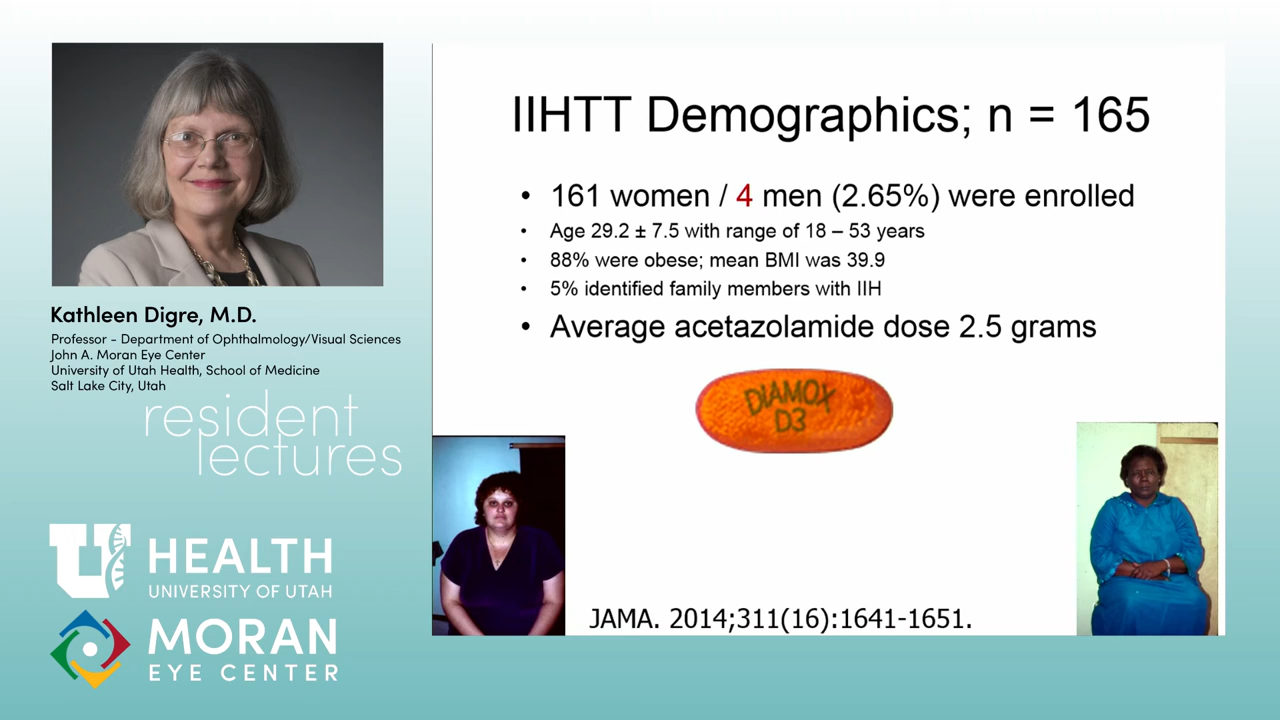 Kathleen Digre, M.D.
Professor - Department of Ophthalmology/Visual Sciences
John A. Moran Eye Center
University of Utah Health, School of Medicine
Salt Lake City, Utah
resident
lectures
U HEALTH
UNIVERSITY OF UTAH
MORAN
EYE CENTER
IIHTT Demographics; n = 165
• 161 women / 4 men (2.65%) were enrolled
• Age 29.2 ± 7.5 with range of 18 – 53 years
• 88% were obese; mean BMI was 39.9
• 5% identified family members with IIH
• Average acetazolamide dose 2.5 grams
DIAMOX
D3
JAMA. 2014;311(16):1641-1651.